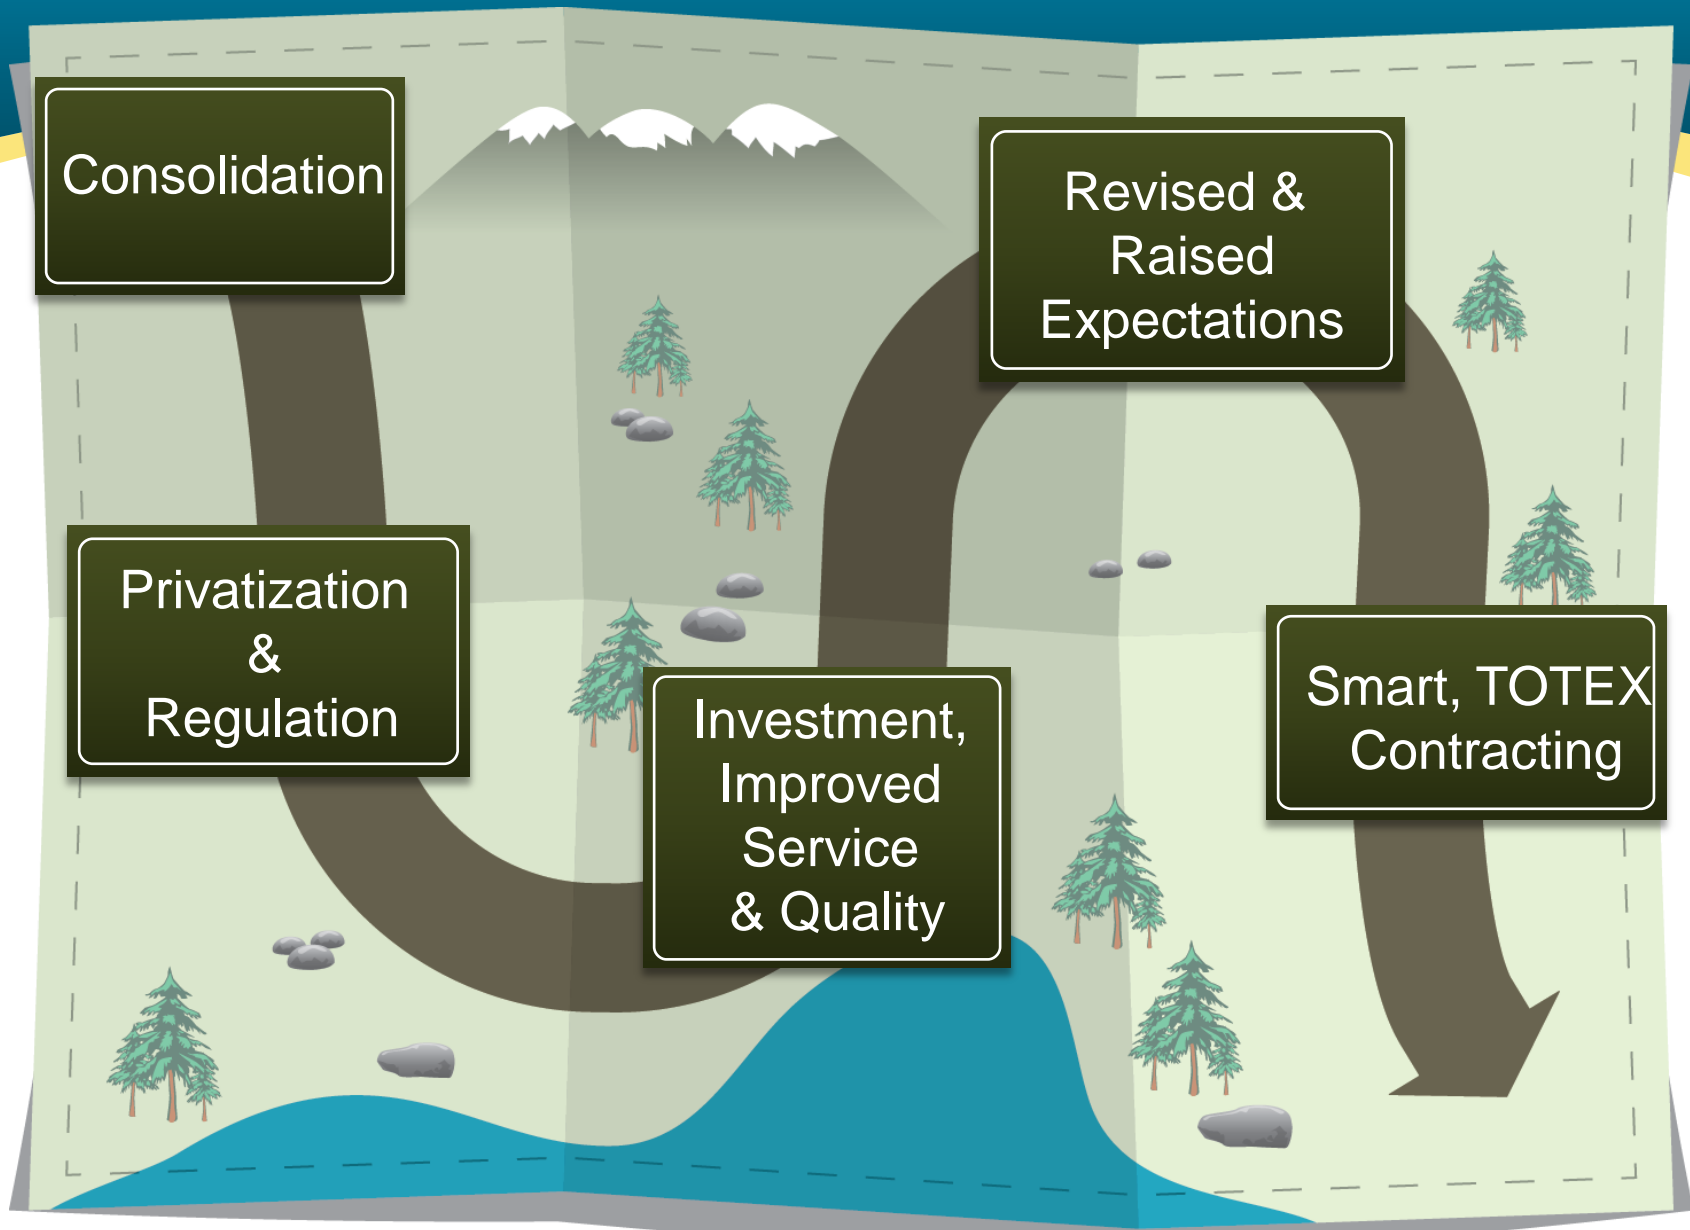 Consolidation
Privatization
&
Regulation
Investment,
Improved
Service
& Quality
Revised &
Raised
Expectations
Smart, TOTEX
Contracting